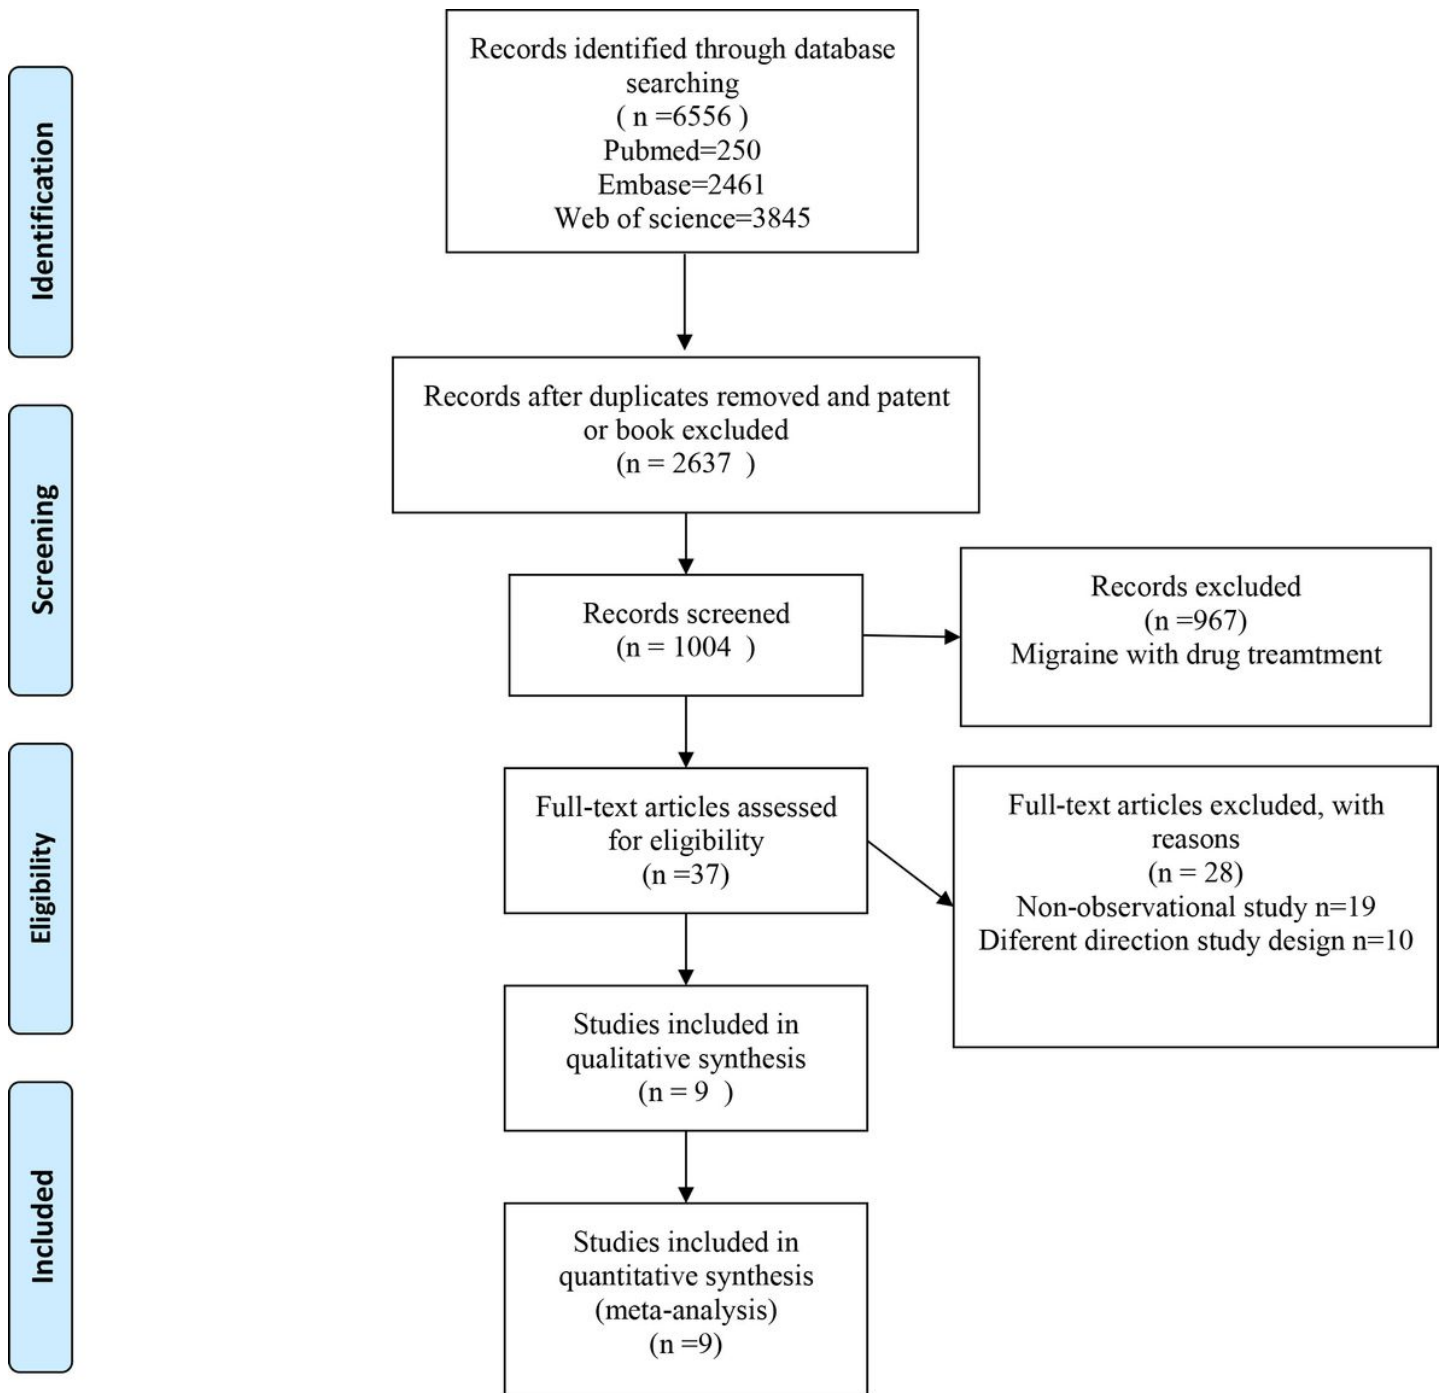 Identification
Records identified through database
searching
( n =6556 )
Pubmed=250
Embase=2461
Web of science=3845
Records after duplicates removed and patent
or book excluded
(n = 2637  )
Screening
Records screened
(n = 1004  )
Records excluded
(n =967)
Migraine with drug treamtment
Eligibility
Full-text articles assessed
for eligibility
(n =37)
Full-text articles excluded, with
reasons
(n = 28)
Non-observational study n=19
Diferent direction study design n=10
Studies included in
qualitative synthesis
(n = 9  )
Included
Studies included in
quantitative synthesis
(meta-analysis)
(n =9)